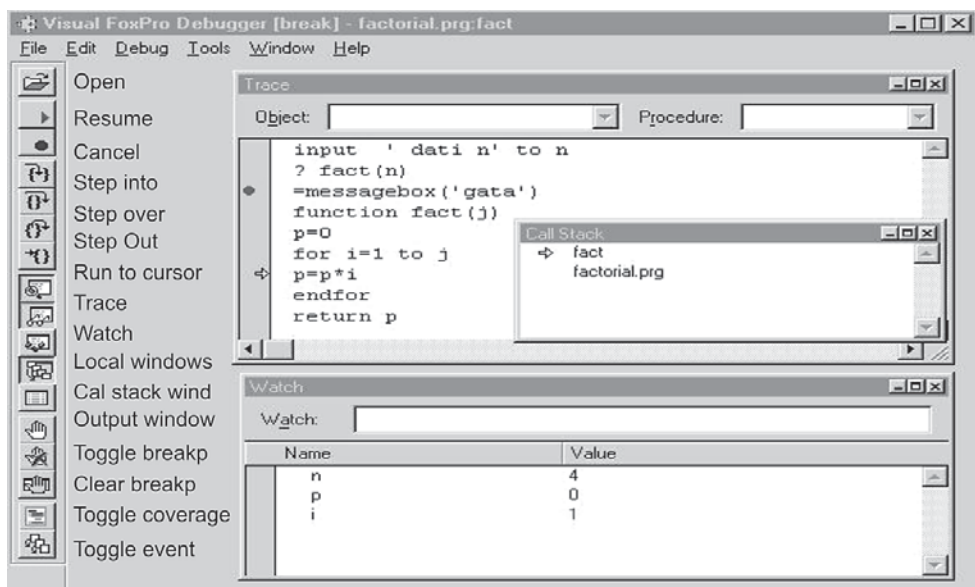 Visual FoxPro Debugger [break] - factorial.prg:fact
File Edit Debug Tools Window Help
Open
Resume
Cancel
Step into
Step over
Step Out
Run to cursor
Trace
Watch
Local windows
Cal stack wind
Output window
Toggle breakp
Clear breakp
Toggle coverage
Toggle event
Trace
Object: Procedure:
input ' dati n' to n
? fact(n)
=messagebox('gata')
function fact(j)
p=0
for i=1 to j
p=p*i
endfor
return p
Call Stack
fact
factorial.prg
Watch
Watch:
Name Value
n 4
p 0
i 1